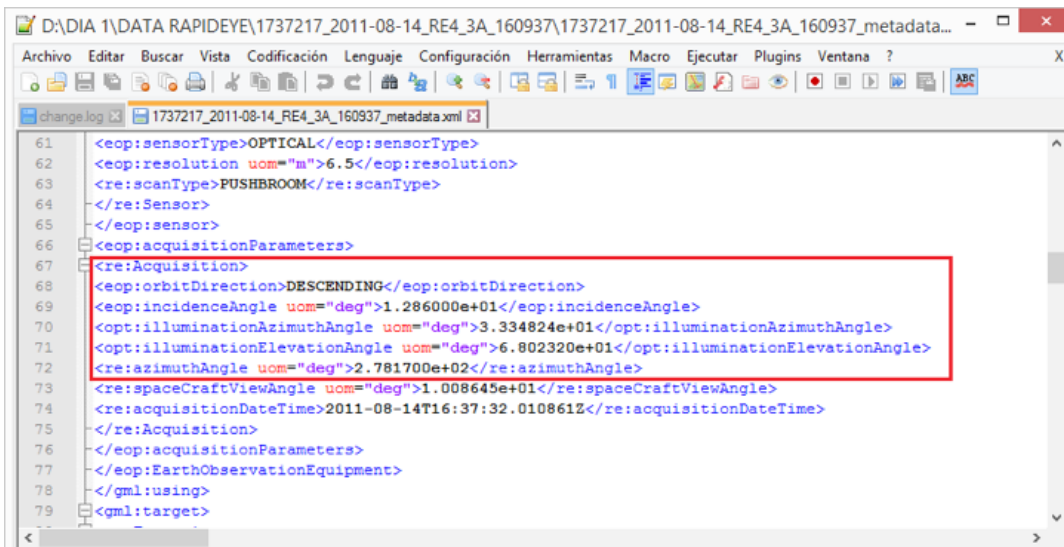 D:\DIA 1\DATA RAPIDEYE\1737217_2011-08-14_RE4_3A_160937\1737217_2011-08-14_RE4_3A_160937_metadata...
Archivo Editar Buscar Vista Codificación Lenguaje Configuración Herramientas Macro Ejecutar Plugins Ventana ? X
ABC
change.log 1737217_2011-08-14_RE4_3A_160937_metadata.xml
61 <eop:sensorType>OPTICAL</eop:sensorType>
62 <eop:resolution uom="m">6.5</eop:resolution>
63 <re:scanType>PUSHBROOM</re:scanType>
64 </re:Sensor>
65 </eop:sensor>
66 <eop:acquisitionParameters>
67 <re:Acquisition>
68 <eop:orbitDirection>DESCENDING</eop:orbitDirection>
69 <eop:incidenceAngle uom="deg">1.286000e+01</eop:incidenceAngle>
70 <opt:illuminationAzimuthAngle uom="deg">3.334824e+01</opt:illuminationAzimuthAngle>
71 <opt:illuminationElevationAngle uom="deg">6.802320e+01</opt:illuminationElevationAngle>
72 <re:azimuthAngle uom="deg">2.781700e+02</re:azimuthAngle>
73 <re:spaceCraftViewAngle uom="deg">1.008645e+01</re:spaceCraftViewAngle>
74 <re:acquisitionDateTime>2011-08-14T16:37:32.010861Z</re:acquisitionDateTime>
75 </re:Acquisition>
76 </eop:acquisitionParameters>
77 </eop:EarthObservationEquipment>
78 </gml:using>
79 <gml:target>